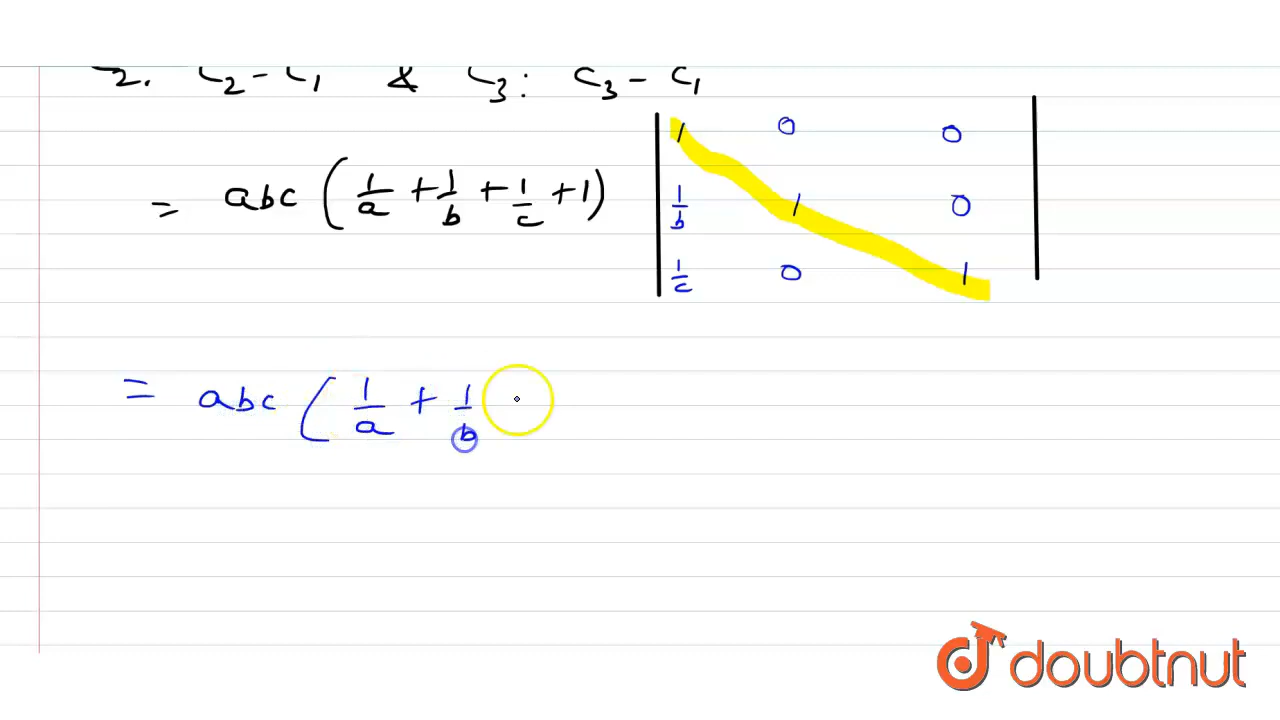 2. C2 - C1 & C3: C3 - C1
= abc (1/a + 1/b + 1/c + 1) | 1 0 0 |
| 1/b 1 0 |
| 1/c 0 1 |
= abc (1/a + 1/b
doubtnut